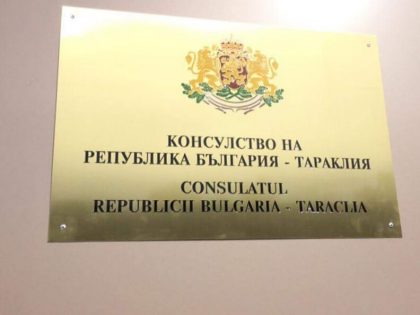 КОНСУЛСТВО НА
РЕПУБЛИКА БЪЛГАРИЯ - ТАРАКЛИЯ
CONSULATUL
REPUBLICII BULGARIA - TARACLIA